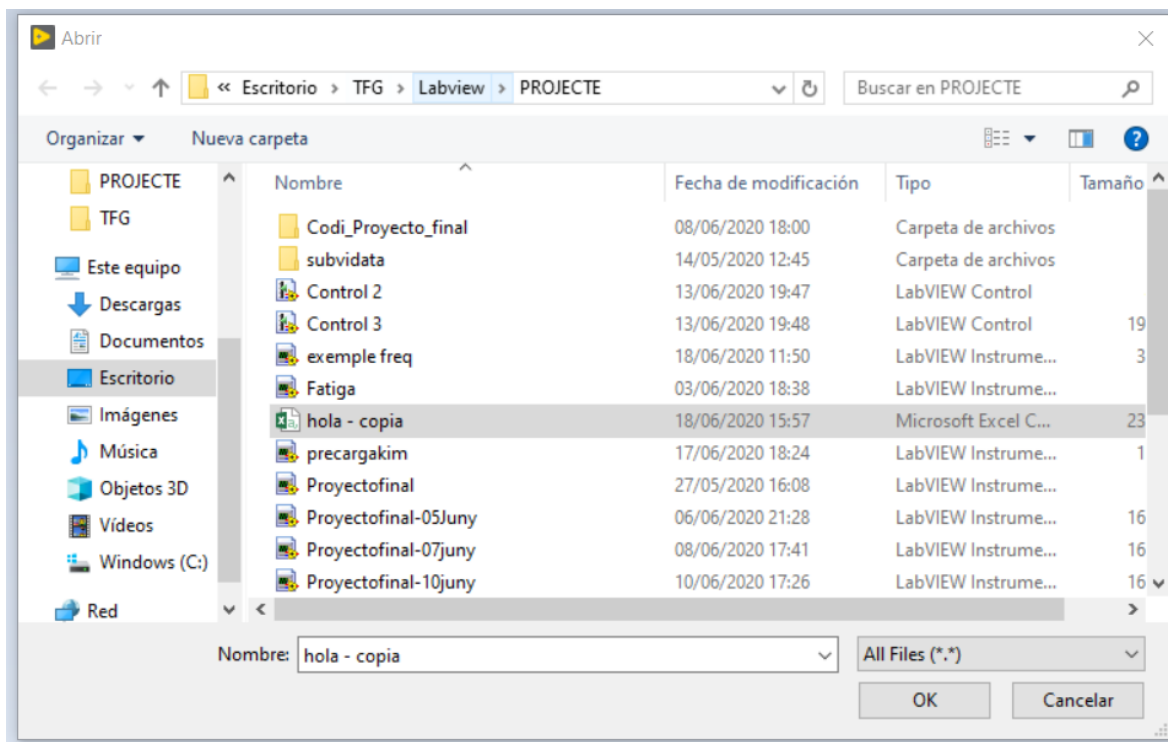 Abrir
« Escritorio > TFG > Labview > PROJECTE
Buscar en PROJECTE
Organizar
Nueva carpeta
PROJECTE
TFG
Este equipo
Descargas
Documentos
Escritorio
Imágenes
Música
Objetos 3D
Vídeos
Windows (C:)
Red
Nombre Fecha de modificación Tipo Tamaño
Codi_Proyecto_final 08/06/2020 18:00 Carpeta de archivos
subvidata 14/05/2020 12:45 Carpeta de archivos
Control 2 13/06/2020 19:47 LabVIEW Control
Control 3 13/06/2020 19:48 LabVIEW Control 19
exemple freq 18/06/2020 11:50 LabVIEW Instrume... 3
Fatiga 03/06/2020 18:38 LabVIEW Instrume...
hola - copia 18/06/2020 15:57 Microsoft Excel C... 23
precargakim 17/06/2020 18:24 LabVIEW Instrume... 1
Proyectofinal 27/05/2020 16:08 LabVIEW Instrume...
Proyectofinal-05Juny 06/06/2020 21:28 LabVIEW Instrume... 16
Proyectofinal-07juny 08/06/2020 17:41 LabVIEW Instrume... 16
Proyectofinal-10juny 10/06/2020 17:26 LabVIEW Instrume... 16
Nombre: hola - copia
All Files (*.*)
OK
Cancelar